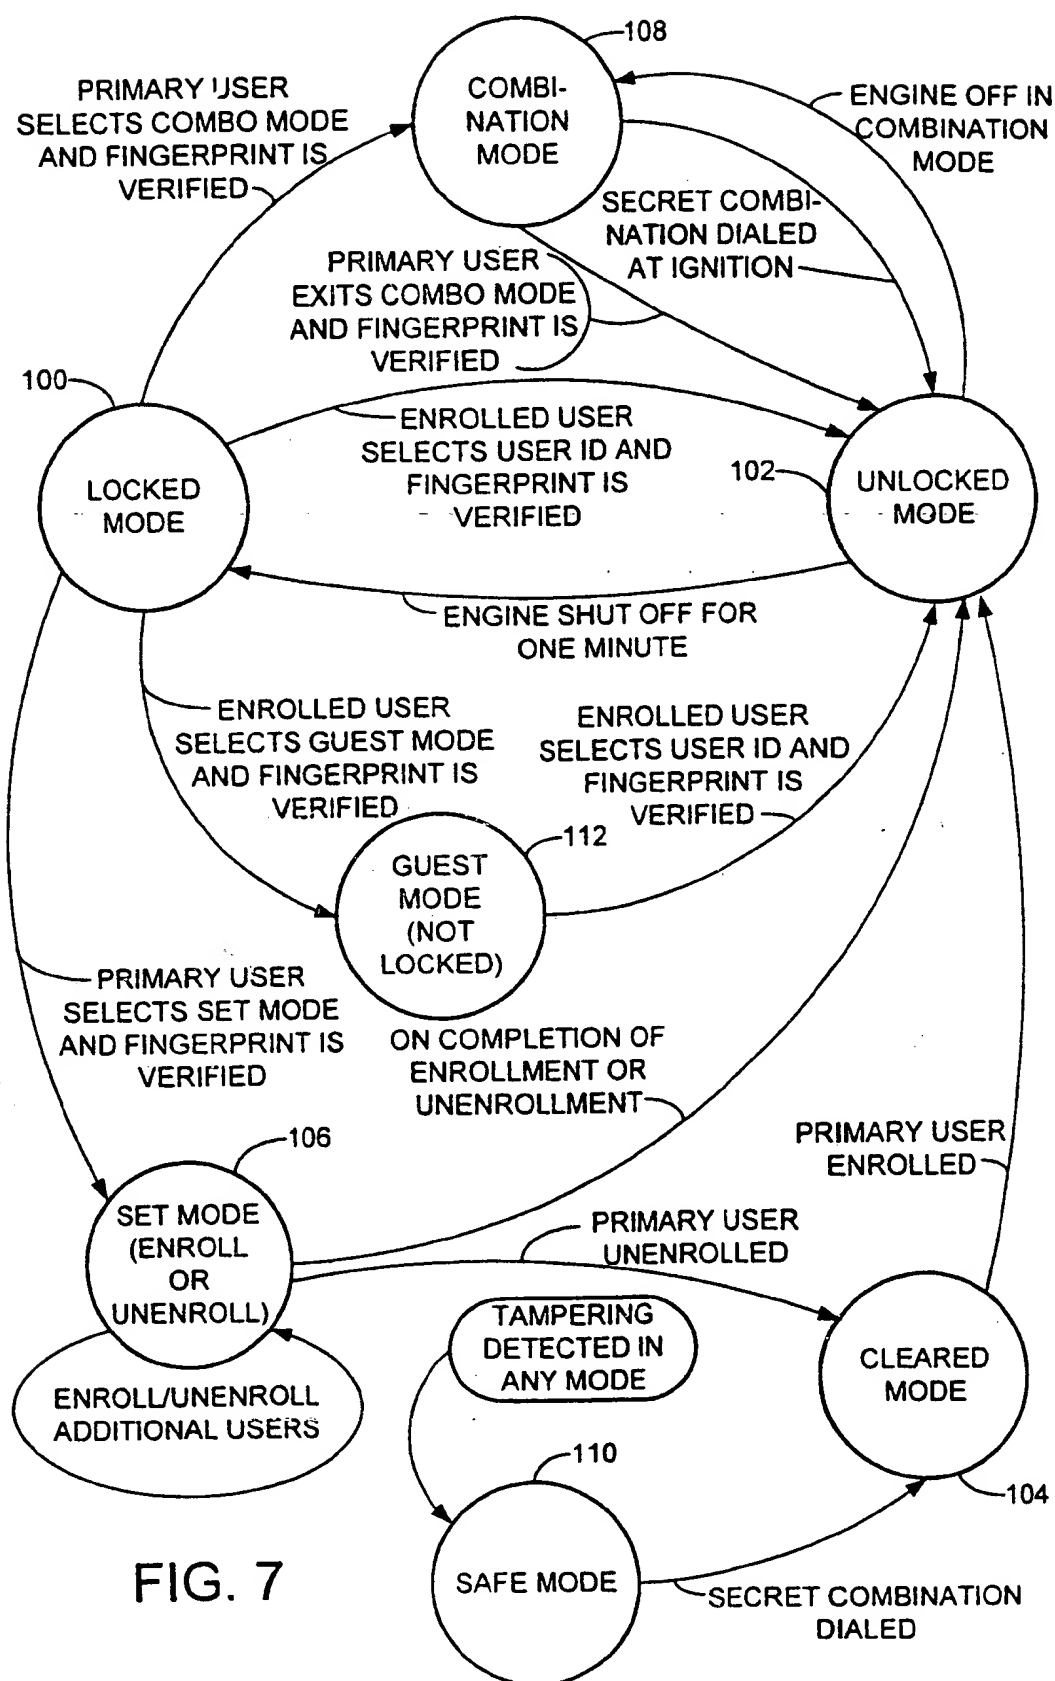 108
COMBI-
NATION
MODE
PRIMARY USER
SELECTS COMBO MODE
AND FINGERPRINT IS
VERIFIED
ENGINE OFF IN
COMBINATION
MODE
SECRET COMBI-
NATION DIALED
AT IGNITION
PRIMARY USER
EXITS COMBO MODE
AND FINGERPRINT IS
VERIFIED
100
LOCKED
MODE
ENROLLED USER
SELECTS USER ID AND
FINGERPRINT IS
VERIFIED
102
UNLOCKED
MODE
ENGINE SHUT OFF FOR
ONE MINUTE
ENROLLED USER
SELECTS GUEST MODE
AND FINGERPRINT IS
VERIFIED
ENROLLED USER
SELECTS USER ID AND
FINGERPRINT IS
VERIFIED
112
GUEST
MODE
(NOT
LOCKED)
PRIMARY USER
SELECTS SET MODE
AND FINGERPRINT IS
VERIFIED
ON COMPLETION OF
ENROLLMENT OR
UNENROLLMENT
106
SET MODE
(ENROLL
OR
UNENROLL)
PRIMARY USER
ENROLLED
PRIMARY USER
UNENROLLED
TAMPERING
DETECTED IN
ANY MODE
CLEARED
MODE
ENROLL/UNENROLL
ADDITIONAL USERS
110
104
SAFE MODE
SECRET COMBINATION
DIALED
FIG. 7